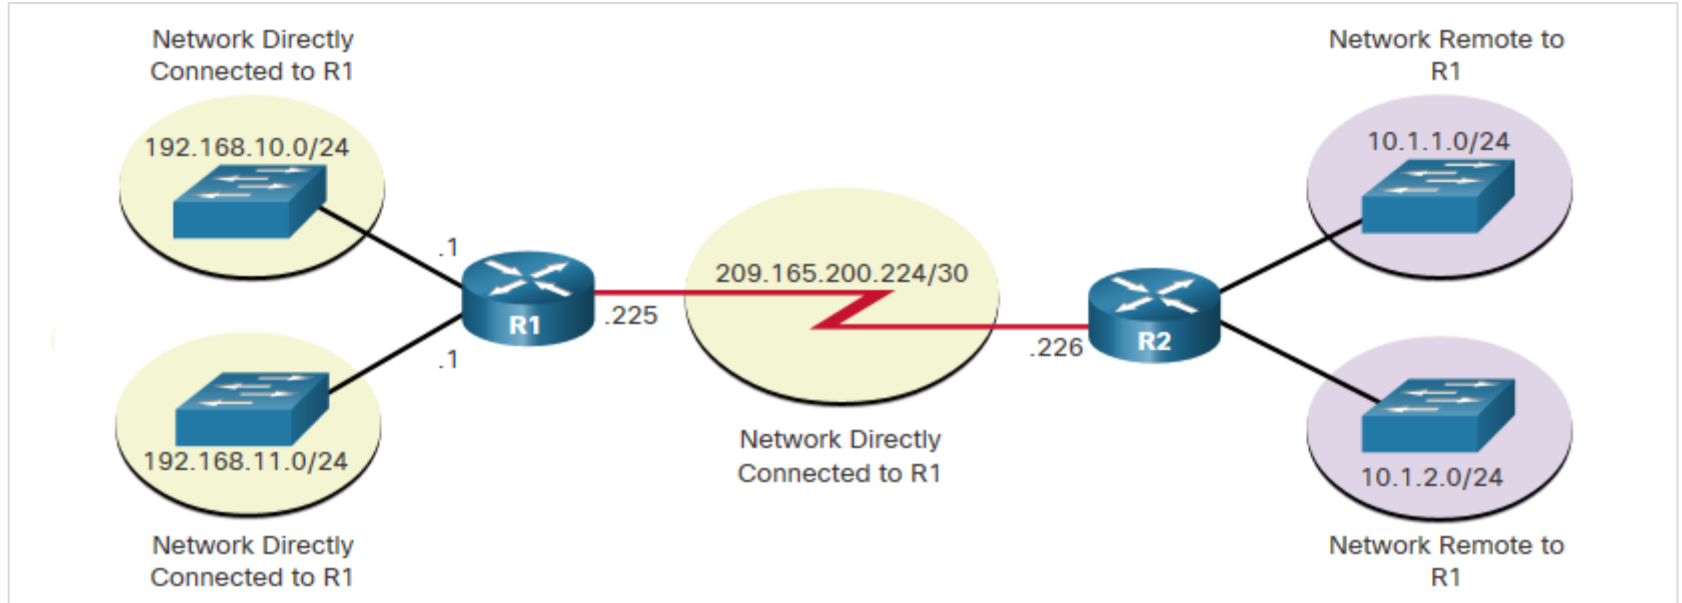 Network Directly
Connected to R1
Network Remote to
R1
192.168.10.0/24
10.1.1.0/24
.1
209.165.200.224/30
R1
.225
.226
R2
.1
192.168.11.0/24
Network Directly
Connected to R1
10.1.2.0/24
Network Directly
Connected to R1
Network Remote to
R1